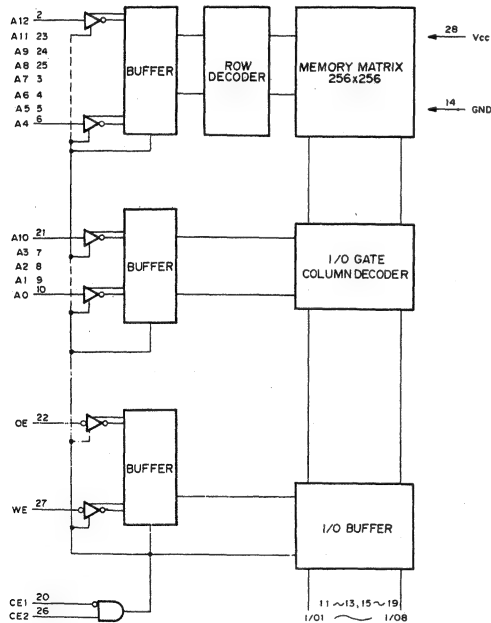 A12 2
A11 23
A9 24
A8 25
A7 3
A6 4
A5 5
A4 6
BUFFER
ROW
DECODER
MEMORY MATRIX
256x256
28 Vcc
14 GND
A10 21
A3 7
A2 8
A1 9
A0 10
BUFFER
I/O GATE
COLUMN DECODER
OE 22
WE 27
BUFFER
I/O BUFFER
CE1 20
CE2 26
11~13,15~19
I/01 ~ I/08